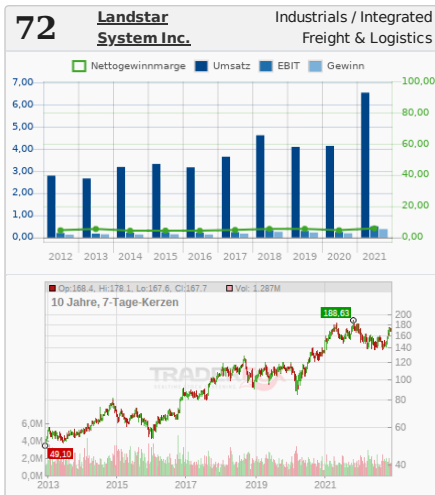 72
Landstar
System Inc.
Industrials / Integrated
Freight & Logistics
Nettogewinnmarge Umsatz EBIT Gewinn
7,00 100,00
6,00 80,00
5,00
4,00 60,00
3,00 40,00
2,00
1,00 20,00
0,00 0,00
2012 2013 2014 2015 2016 2017 2018 2019 2020 2021
Op:168.4, Hi:178.1, Lo:167.6, Cl:167.7 Vol: 1.287M
10 Jahre, 7-Tage-Kerzen
188,63
200
180
160
140
120
100
80
6,0M 60
4,0M
49,10
2,0M 40
0,0M
2013 2015 2017 2019 2021